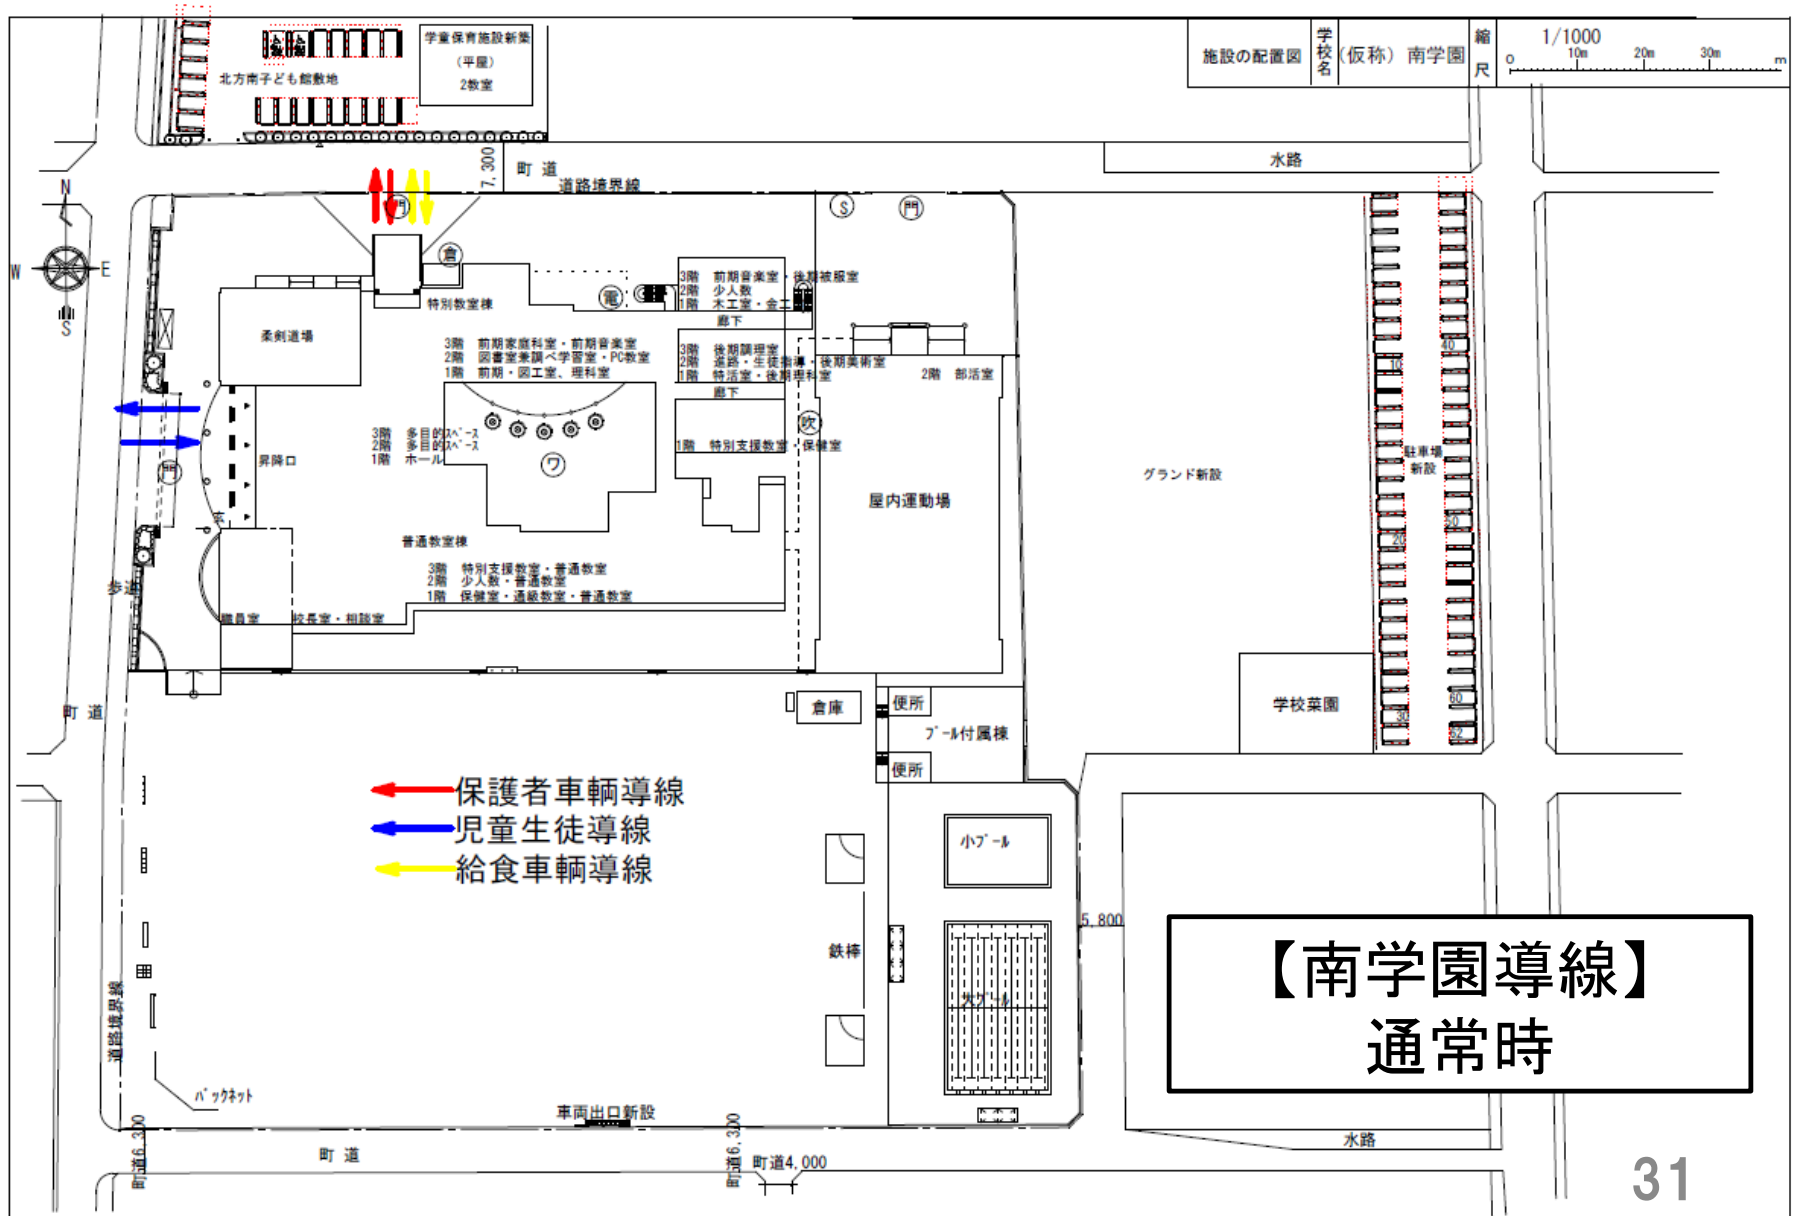 施設の配置図
学校名
(仮称) 南学園
縮尺
1/1000
0 10m 20m 30m m
学童保育施設新築
(平屋)
2教室
北方南子ども館敷地
7,300
町 道
道路境界線
水路
N
W E
S
門
倉
S
門
電
特別教室棟
柔剣道場
3階 前期音楽室・後期被服室
2階 少人数
1階 木工室・金工
廊下
3階 前期家庭科室・前期音楽室
2階 図書室兼調べ学習室・PC教室
1階 前期・図工室、理科室
3階 後期調理室
2階 進路・生徒指導・後期美術室
1階 特活室・後期理科室
廊下
2階 部活室
40
10
吹
3階 多目的スペース
2階 多目的スペース
1階 ホール
1階 特別支援教室・保健室
昇降口
門
ワ
屋内運動場
グランド新設
駐車場
新設
玄
50
20
普通教室棟
3階 特別支援教室・普通教室
2階 少人数・普通教室
1階 保健室・通級教室・普通教室
歩道
職員室
校長室・相談室
町 道
倉庫
便所
プール付属棟
便所
学校菜園
60
30
62
保護者車輌導線
児童生徒導線
給食車輌導線
小プール
鉄棒
大プール
5,800
【南学園導線】
通常時
道路境界線
バックネット
車両出口新設
町道6,300
町 道
町道6,300
町道4,000
水路
31